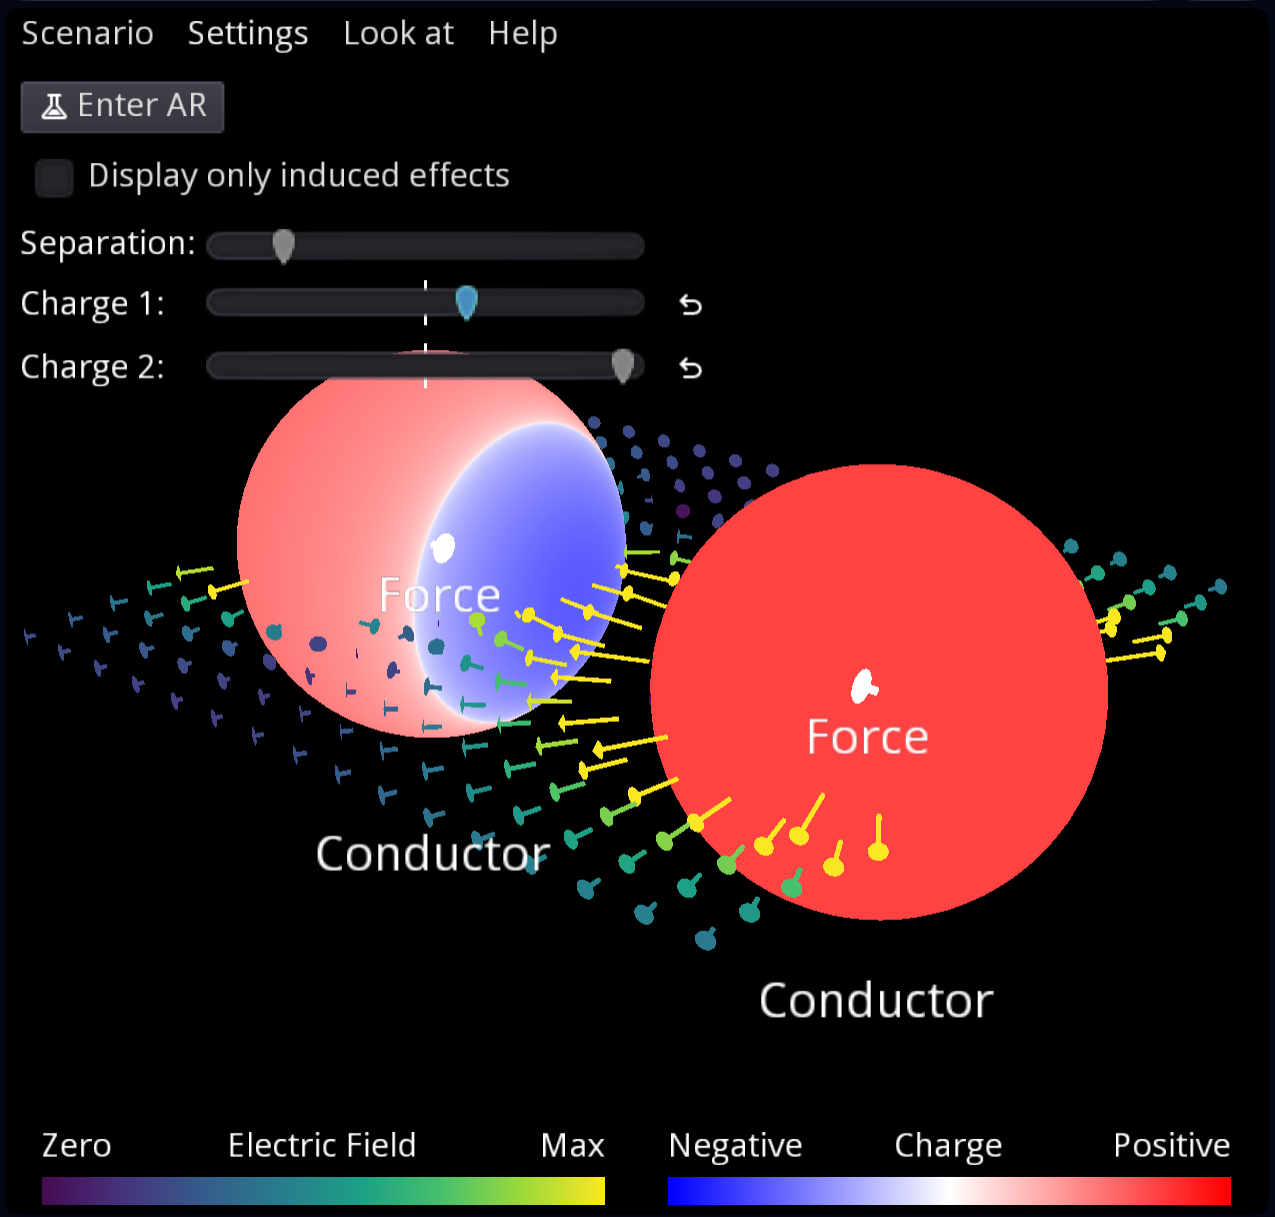 Scenario Settings Look at Help
Enter AR
Display only induced effects
Separation:
Charge 1:
Charge 2:
Force
Force
Conductor
Conductor
Zero Electric Field Max Negative Charge Positive